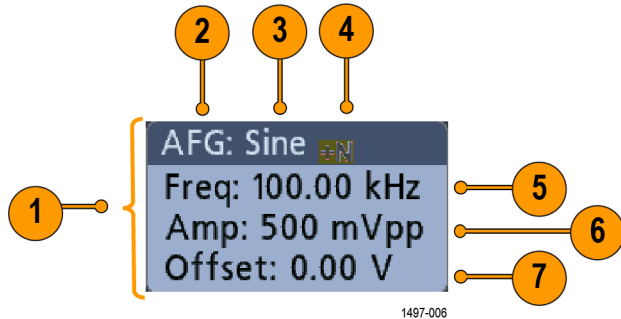 2
3
4
AFG: Sine +N
1
Freq: 100.00 kHz
5
Amp: 500 mVpp
6
Offset: 0.00 V
7
1497-006